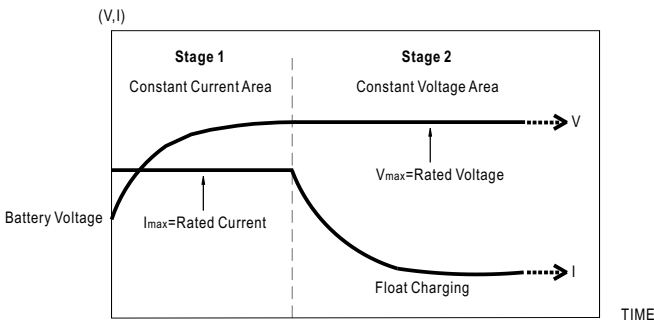 (V,I)
Stage 1
Constant Current Area
Stage 2
Constant Voltage Area
V
Vmax=Rated Voltage
Battery Voltage
Imax=Rated Current
I
Float Charging
TIME